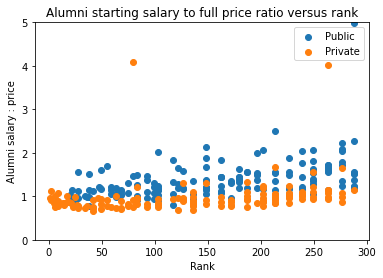 Alumni starting salary to full price ratio versus rank
Public
Private
Alumni salary : price
5
4
3
2
1
0
0 50 100 150 200 250 300
Rank